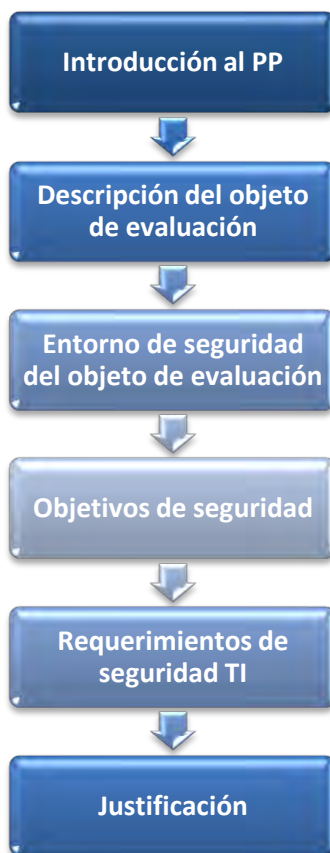 Introducción al PP
Descripción del objeto
de evaluación
Entorno de seguridad
del objeto de evaluación
Objetivos de seguridad
Requerimientos de
seguridad TI
Justificación